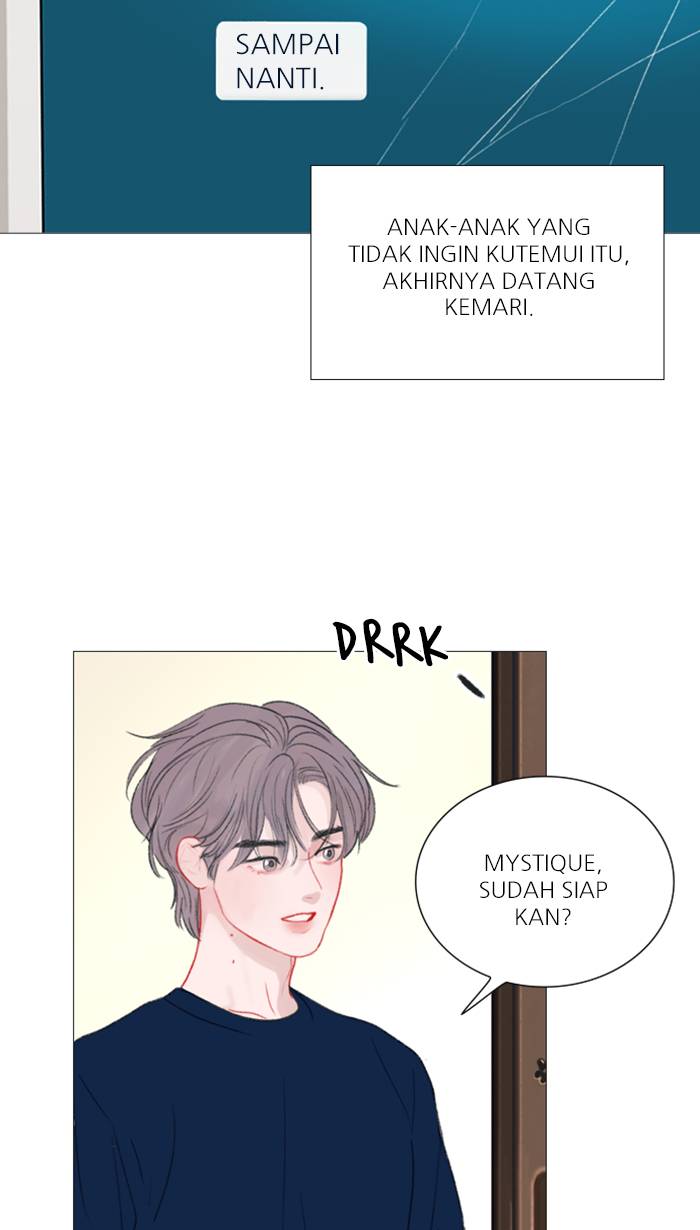 SAMPAI
NANTI.
ANAK-ANAK YANG
TIDAK INGIN KUTEMUI ITU,
AKHIRNYA DATANG
KEMARI.
DRRK
MYSTIQUE,
SUDAH SIAP
KAN?